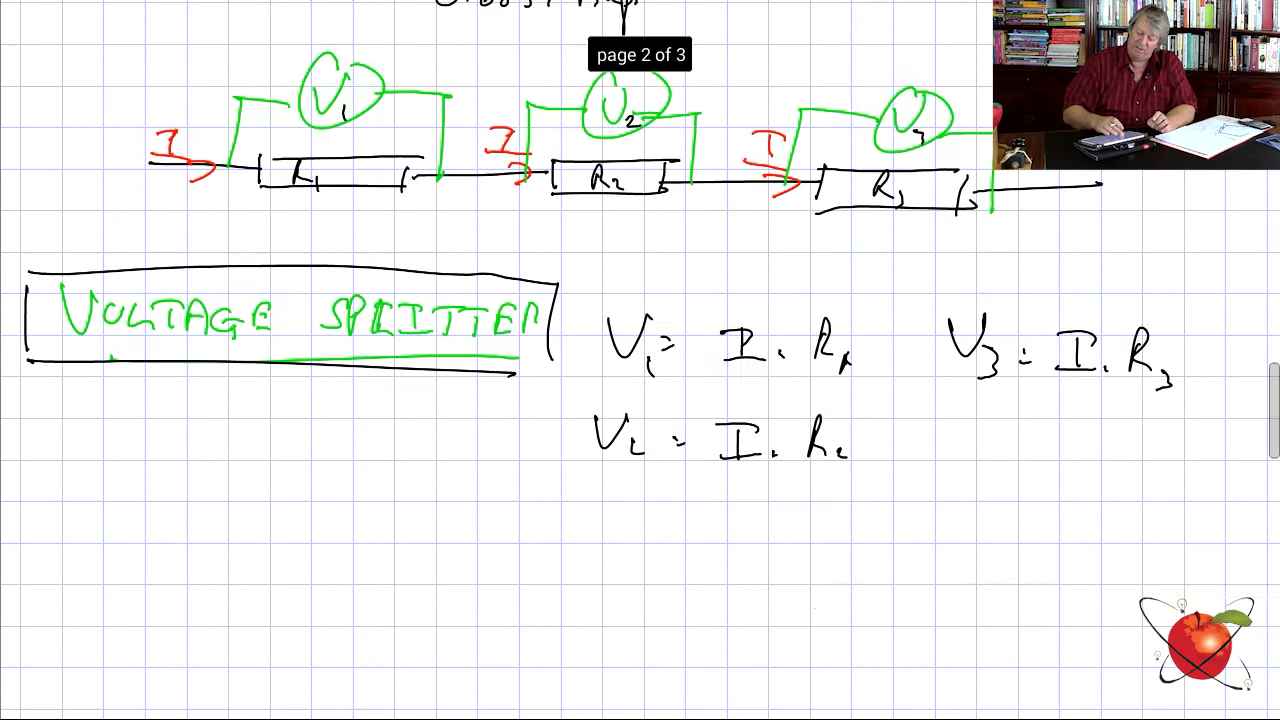 page 2 of 3
V1 V2 V3
I I I
R1 R2 R3
VOLTAGE SPLITTER
V1 = I. R1 V3 = I. R3
V2 = I. R2